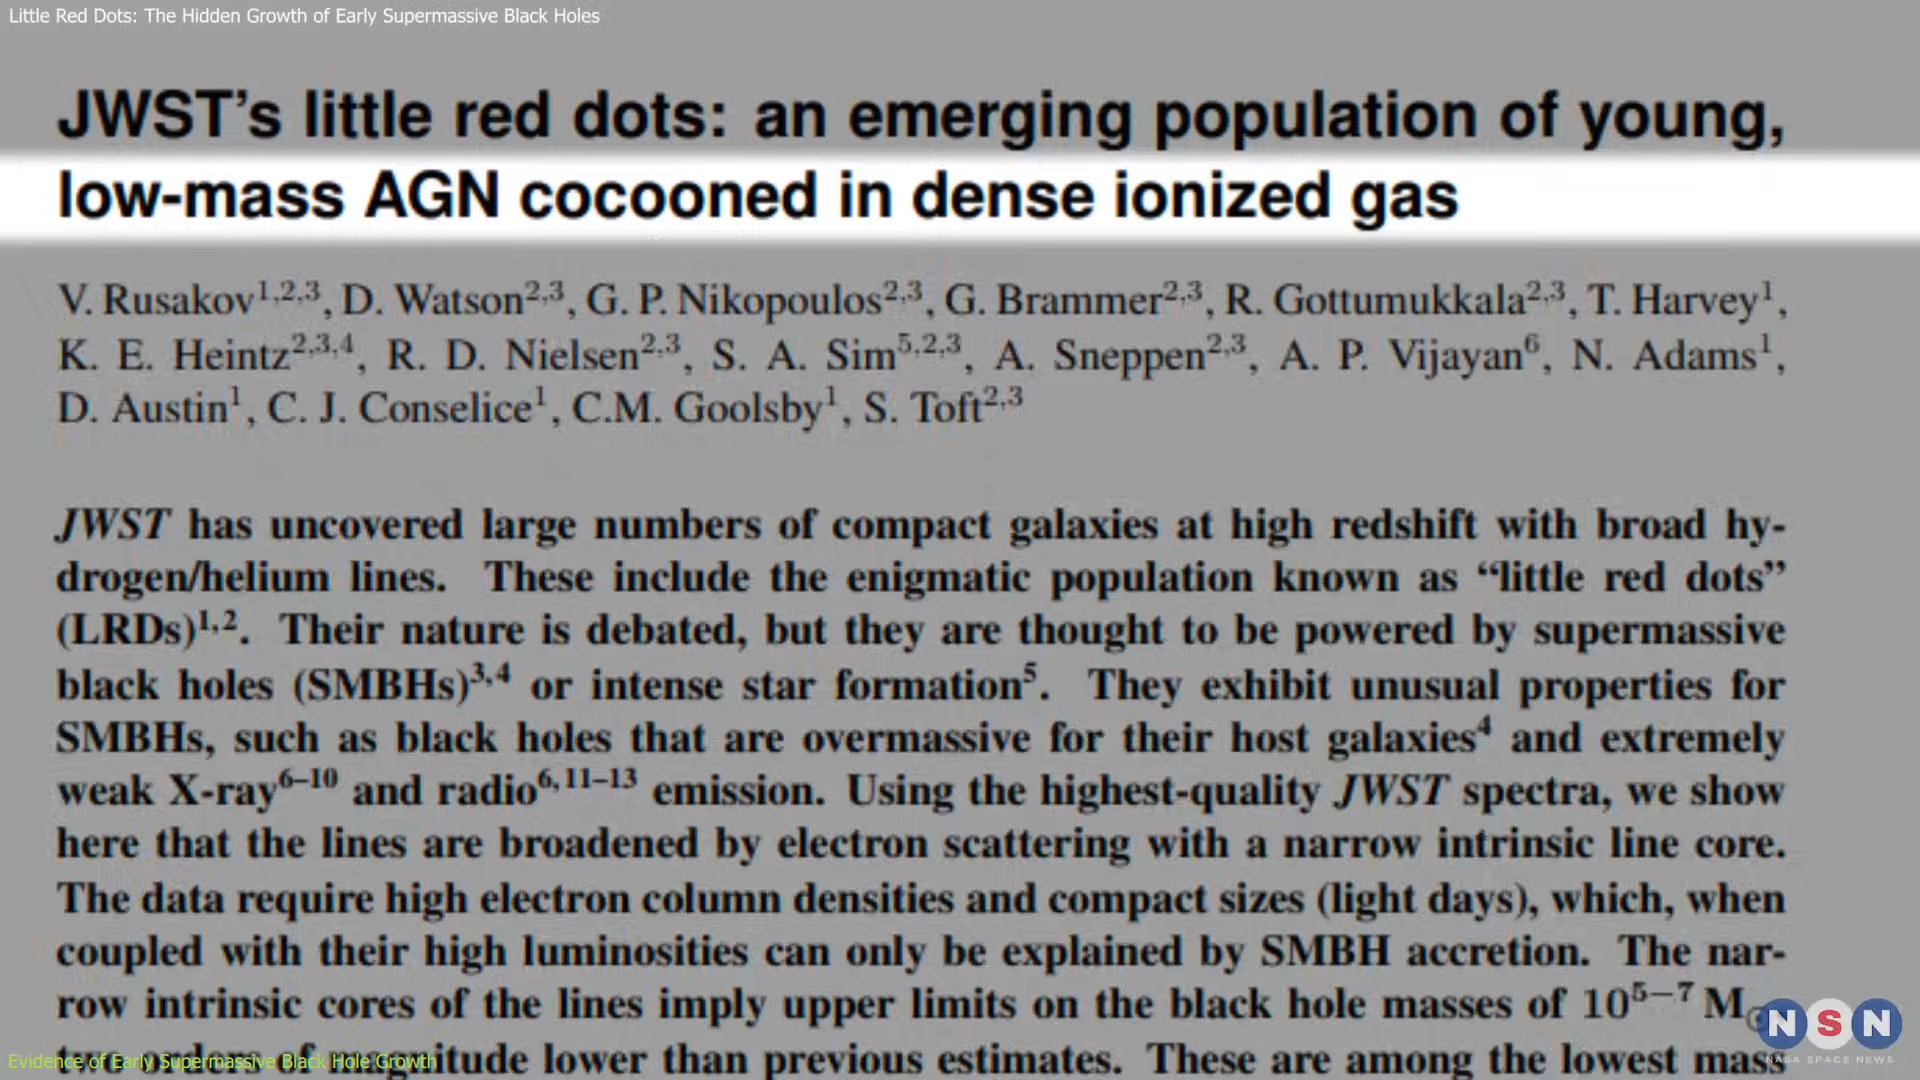 Little Red Dots: The Hidden Growth of Early Supermassive Black Holes
JWST’s little red dots: an emerging population of young,
low-mass AGN cocooned in dense ionized gas
V. Rusakov1,2,3, D. Watson2,3, G. P. Nikopoulos2,3, G. Brammer2,3, R. Gottumukkala2,3, T. Harvey1,
K. E. Heintz2,3,4, R. D. Nielsen2,3, S. A. Sim5,2,3, A. Sneppen2,3, A. P. Vijayan6, N. Adams1,
D. Austin1, C. J. Conselice1, C.M. Goolsby1, S. Toft2,3
JWST has uncovered large numbers of compact galaxies at high redshift with broad hy-
drogen/helium lines. These include the enigmatic population known as “little red dots”
(LRDs)1,2. Their nature is debated, but they are thought to be powered by supermassive
black holes (SMBHs)3,4 or intense star formation5. They exhibit unusual properties for
SMBHs, such as black holes that are overmassive for their host galaxies4 and extremely
weak X-ray6–10 and radio6,11–13 emission. Using the highest-quality JWST spectra, we show
here that the lines are broadened by electron scattering with a narrow intrinsic line core.
The data require high electron column densities and compact sizes (light days), which, when
coupled with their high luminosities can only be explained by SMBH accretion. The nar-
row intrinsic cores of the lines imply upper limits on the black hole masses of 10^5−7 M⊙
two orders of magnitude lower than previous estimates. These are among the lowest mass
Evidence of Early Supermassive Black Hole Growth
NSN
NASA SPACE NEWS